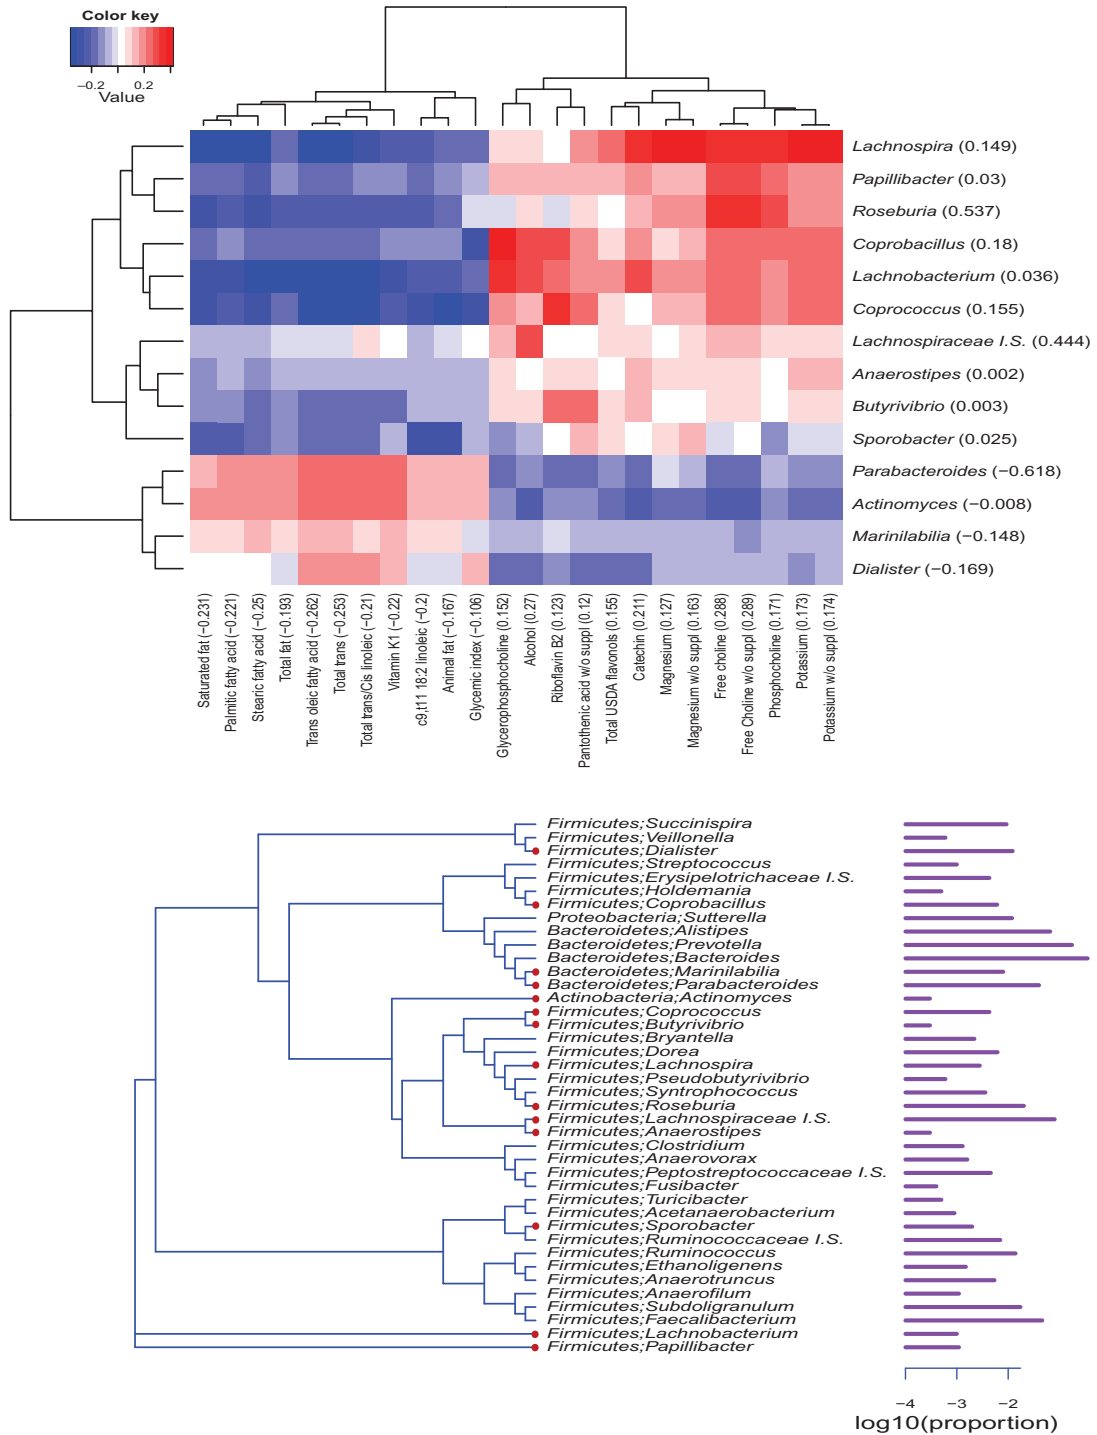 Color key
−0.2 0.2
Value
Lachnospira (0.149)
Papillibacter (0.03)
Roseburia (0.537)
Coprobacillus (0.18)
Lachnobacterium (0.036)
Coprococcus (0.155)
Lachnospiraceae I.S. (0.444)
Anaerostipes (0.002)
Butyrivibrio (0.003)
Sporobacter (0.025)
Parabacteroides (−0.618)
Actinomyces (−0.008)
Marinilabilia (−0.148)
Dialister (−0.169)
Saturated fat (−0.231)
Palmitic fatty acid (−0.221)
Stearic fatty acid (−0.25)
Total fat (−0.193)
Trans oleic fatty acid (−0.262)
Total trans (−0.253)
Total trans/Cis linoleic (−0.21)
Vitamin K1 (−0.22)
c9,t11 18:2 linoleic (−0.2)
Animal fat (−0.167)
Glycemic index (−0.106)
Glycerophosphocholine (0.152)
Alcohol (0.27)
Riboflavin B2 (0.123)
Pantothenic acid w/o suppl (0.12)
Total USDA flavonols (0.155)
Catechin (0.211)
Magnesium (0.127)
Magnesium w/o suppl (0.163)
Free choline (0.288)
Free Choline w/o suppl (0.289)
Phosphocholine (0.171)
Potassium (0.173)
Potassium w/o suppl (0.174)
Firmicutes;Succinispira
Firmicutes;Veillonella
Firmicutes;Dialister
Firmicutes;Streptococcus
Firmicutes;Erysipelotrichaceae I.S.
Firmicutes;Holdemania
Firmicutes;Coprobacillus
Proteobacteria;Sutterella
Bacteroidetes;Alistipes
Bacteroidetes;Prevotella
Bacteroidetes;Bacteroides
Bacteroidetes;Marinilabilia
Bacteroidetes;Parabacteroides
Actinobacteria;Actinomyces
Firmicutes;Coprococcus
Firmicutes;Butyrivibrio
Firmicutes;Bryantella
Firmicutes;Dorea
Firmicutes;Lachnospira
Firmicutes;Pseudobutyrivibrio
Firmicutes;Syntrophococcus
Firmicutes;Roseburia
Firmicutes;Lachnospiraceae I.S.
Firmicutes;Anaerostipes
Firmicutes;Clostridium
Firmicutes;Anaerovorax
Firmicutes;Peptostreptococcaceae I.S.
Firmicutes;Fusibacter
Firmicutes;Turicibacter
Firmicutes;Acetanaerobacterium
Firmicutes;Sporobacter
Firmicutes;Ruminococcaceae I.S.
Firmicutes;Ruminococcus
Firmicutes;Ethanoligenens
Firmicutes;Anaerotruncus
Firmicutes;Anaerofilum
Firmicutes;Subdoligranulum
Firmicutes;Faecalibacterium
Firmicutes;Lachnobacterium
Firmicutes;Papillibacter
−4 −3 −2
log10(proportion)